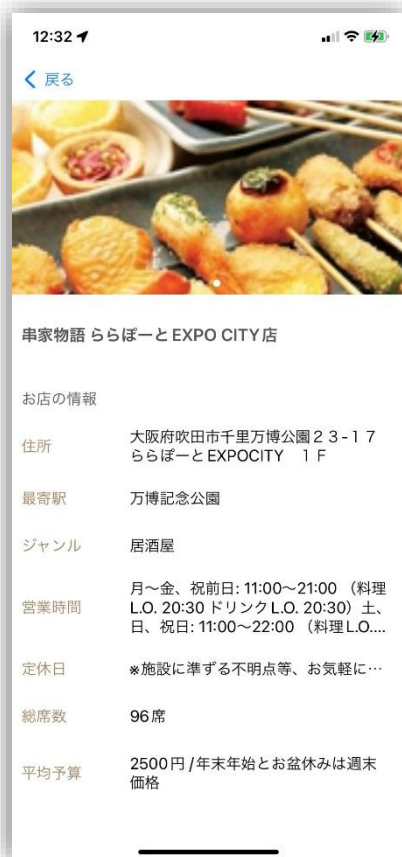 12:32
戻る
串家物語 ららぽーとEXPO CITY店
お店の情報
住所
大阪府吹田市千里万博公園２３-１７
ららぽーとEXPOCITY　１Ｆ
最寄駅
万博記念公園
ジャンル
居酒屋
営業時間
月～金、祝前日: 11:00～21:00 （料理
L.O. 20:30 ドリンクL.O. 20:30）土、
日、祝日: 11:00～22:00 （料理L.O....
定休日
※施設に準ずる不明点等、お気軽に…
総席数
96席
平均予算
2500円 /年末年始とお盆休みは週末
価格